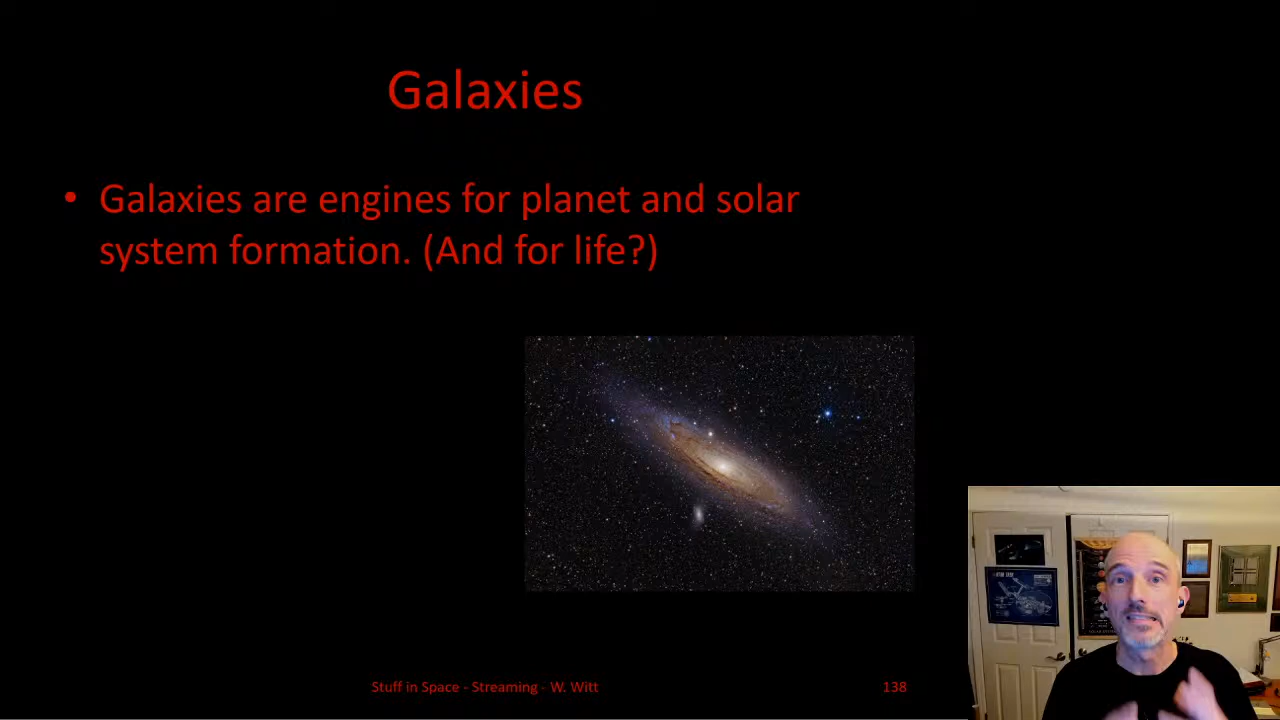 Galaxies
• Galaxies are engines for planet and solar
system formation. (And for life?)
Stuff in Space - Streaming - W. Witt
138